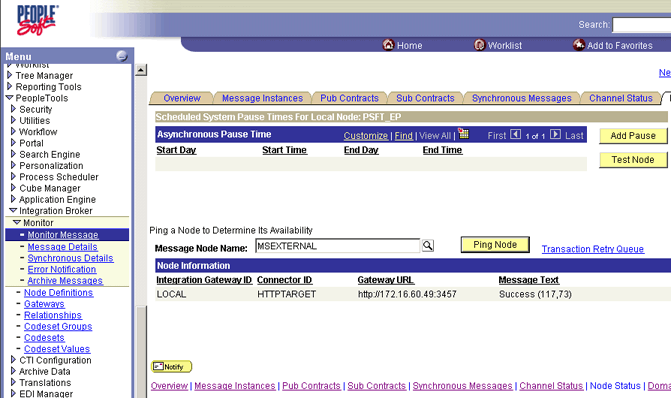 PEOPLE
Soft
Search:
Home Worklist Add to Favorites
Menu
Worklist
Tree Manager
Reporting Tools
PeopleTools
Security
Utilities
Workflow
Portal
Search Engine
Personalization
Process Scheduler
Cube Manager
Application Engine
Integration Broker
Monitor
- Monitor Message
- Message Details
- Synchronous Details
- Error Notification
- Archive Messages
- Node Definitions
- Gateways
- Relationships
- Codeset Groups
- Codesets
- Codeset Values
CTI Configuration
Archive Data
Translations
EDI Manager
Ne
Overview Message Instances Pub Contracts Sub Contracts Synchronous Messages Channel Status
Scheduled System Pause Times For Local Node: PSFT_EP
Asynchronous Pause Time Customize | Find | View All | First 1 of 1 Last
Add Pause
Start Day Start Time End Day End Time
Test Node
Ping a Node to Determine Its Availability
Message Node Name: MSEXTERNAL Ping Node Transaction Retry Queue
Node Information
Integration Gateway ID Connector ID Gateway URL Message Text
LOCAL HTTPTARGET http://172.16.60.49:3457 Success (117,73)
Notify
Overview | Message Instances | Pub Contracts | Sub Contracts | Synchronous Messages | Channel Status | Node Status | Doma